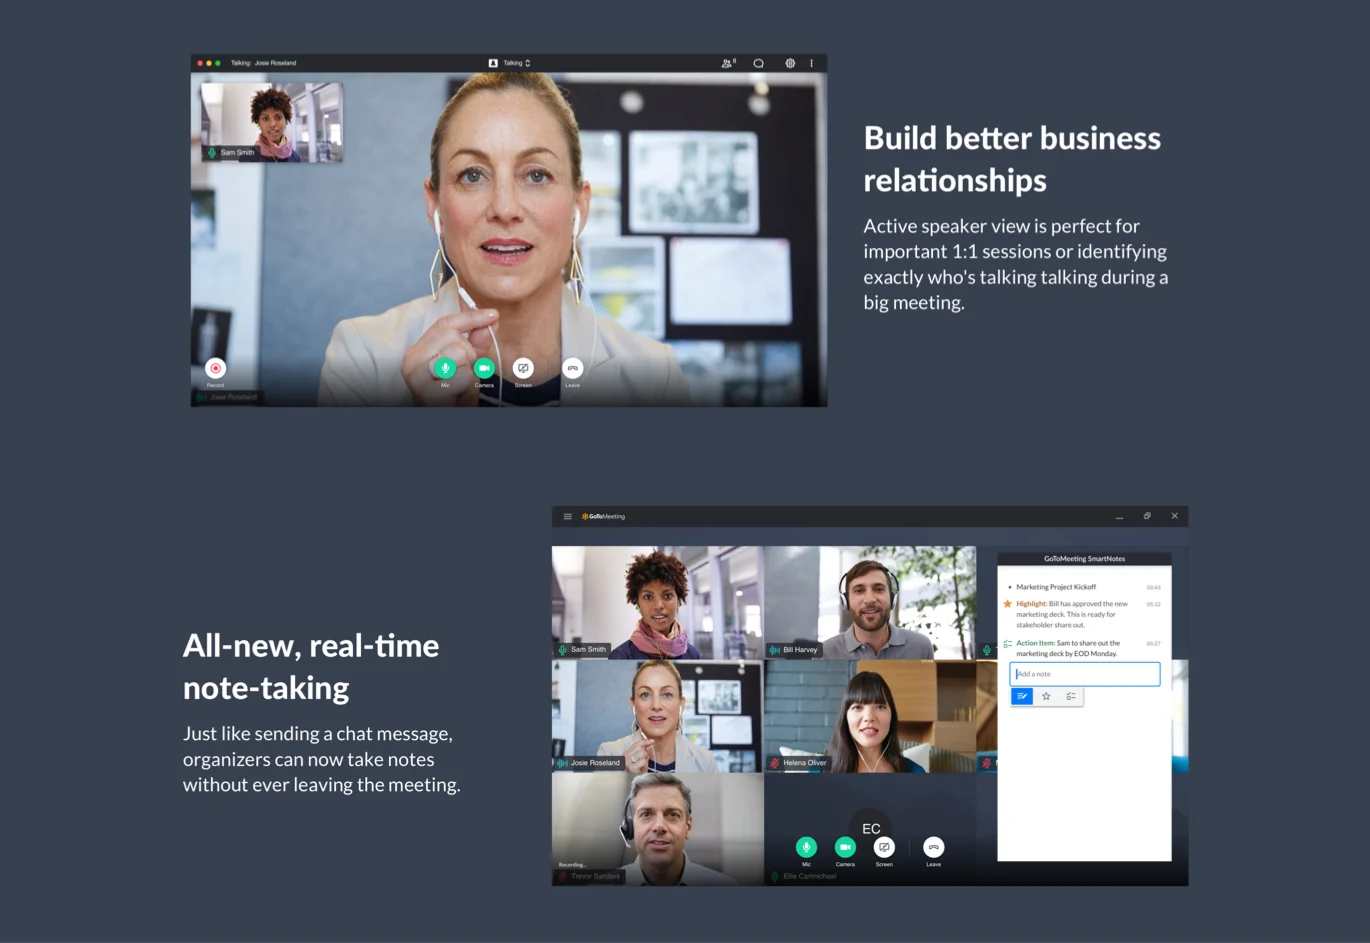 Talking: Josie Roseland
Talking
8
Sam Smith
Record
Mic
Camera
Screen
Leave
Josie Roseland
Build better business
relationships
Active speaker view is perfect for
important 1:1 sessions or identifying
exactly who's talking talking during a
big meeting.
All-new, real-time
note-taking
Just like sending a chat message,
organizers can now take notes
without ever leaving the meeting.
GoToMeeting
Sam Smith
Bill Harvey
Josie Roseland
Helena Oliver
Recording...
Trevor Sanders
EC
Mic
Camera
Screen
Leave
Ellie Cartmichael
GoToMeeting SmartNotes
• Marketing Project Kickoff 00:43
Highlight: Bill has approved the new 05:12
marketing deck. This is ready for
stakeholder share out.
Action Item: Sam to share out the 05:27
marketing deck by EOD Monday.
Add a note